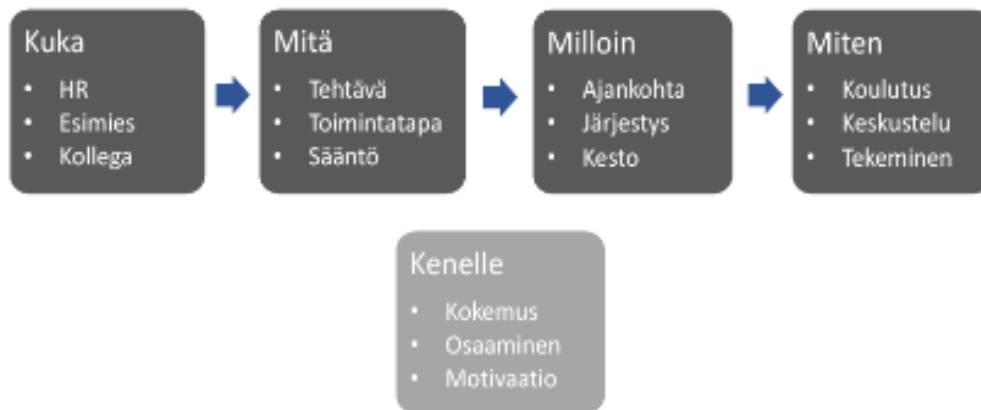 Kuka
• HR
• Esimies
• Kollega
Mitä
• Tehtävä
• Toimintatapa
• Sääntö
Milloin
• Ajankohta
• Järjestys
• Kesto
Miten
• Koulutus
• Keskustelu
• Tekeminen
Kenelle
• Kokemus
• Osaaminen
• Motivaatio